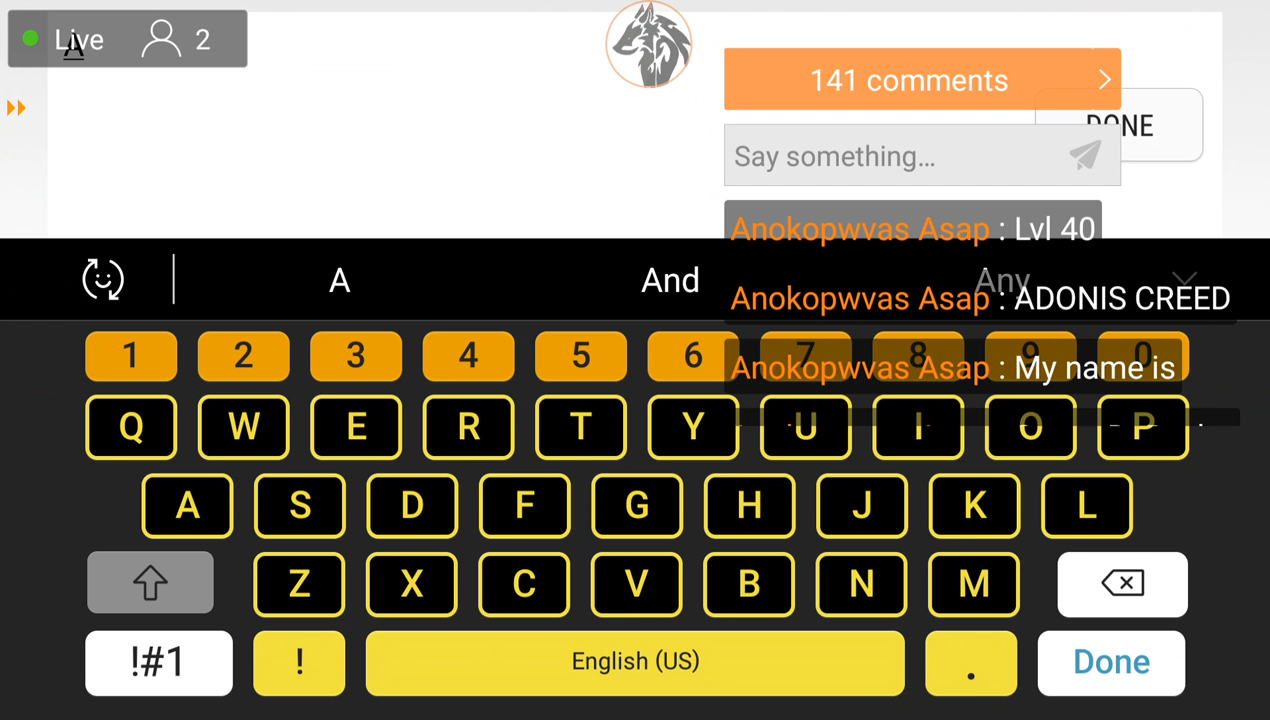 Live 2
A
141 comments
DONE
Say something...
Anokopwvas Asap : Lvl 40
A And Any
Anokopwvas Asap : ADONIS CREED
1 2 3 4 5 6 7 8 9 0
Anokopwvas Asap : My name is
Q W E R T Y U I O P
A S D F G H J K L
Z X C V B N M
!#1 ! English (US) . Done